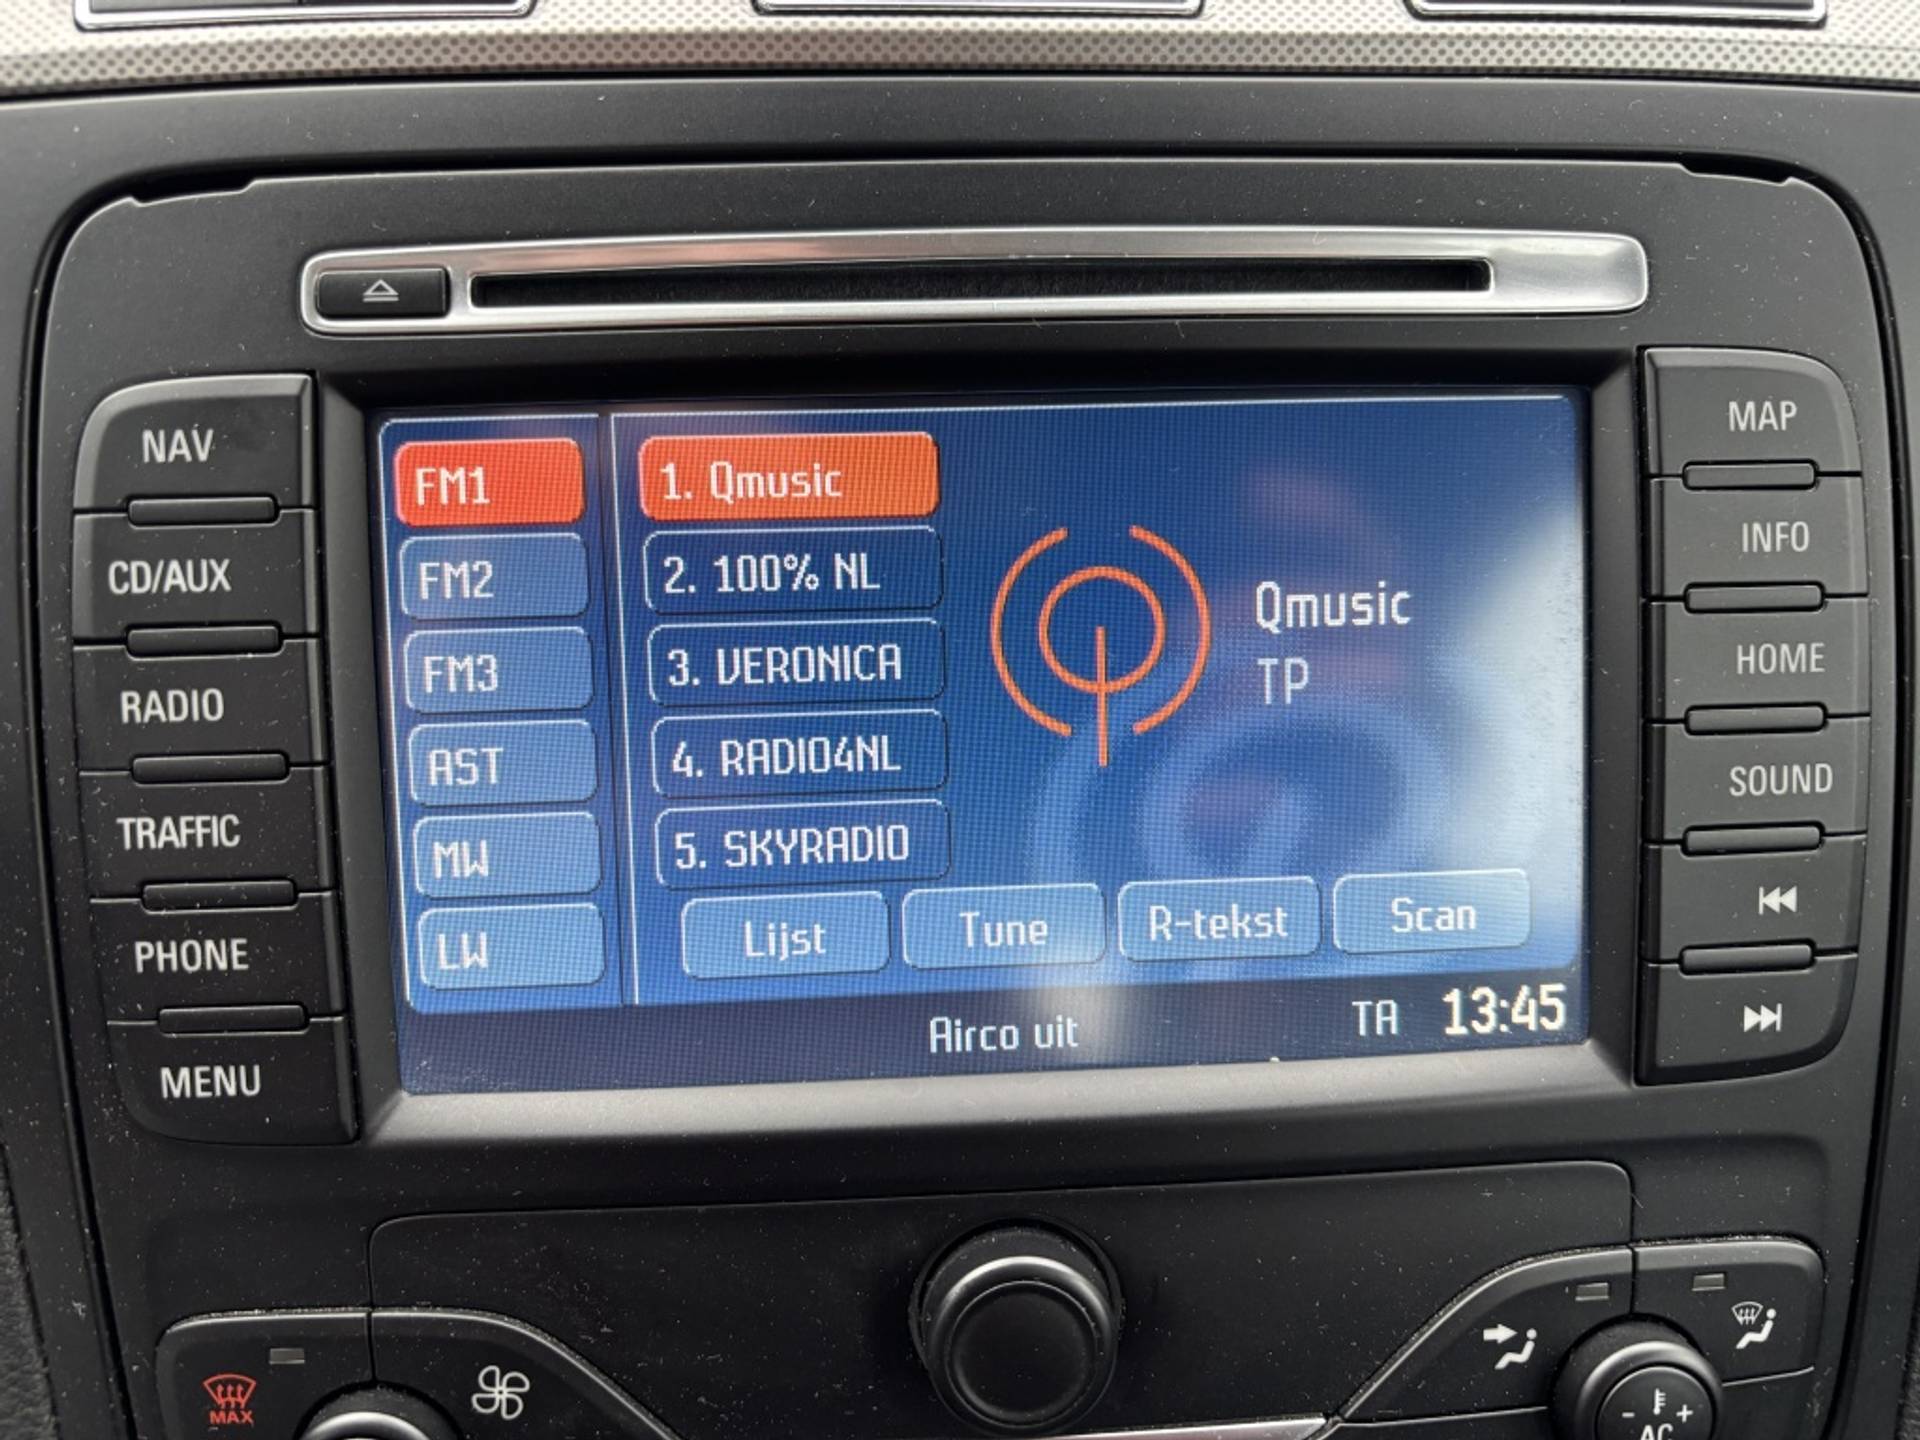 NAV
CD/AUX
RADIO
TRAFFIC
PHONE
MENU
FM1
FM2
FM3
AST
MW
LW
1. Qmusic
2. 100% NL
3. VERONICA
4. RADIO4NL
5. SKYRADIO
Qmusic
TP
Lijst
Tune
R-tekst
Scan
Airco uit
TA
13:45
MAP
INFO
HOME
SOUND
MAX
- +
AC